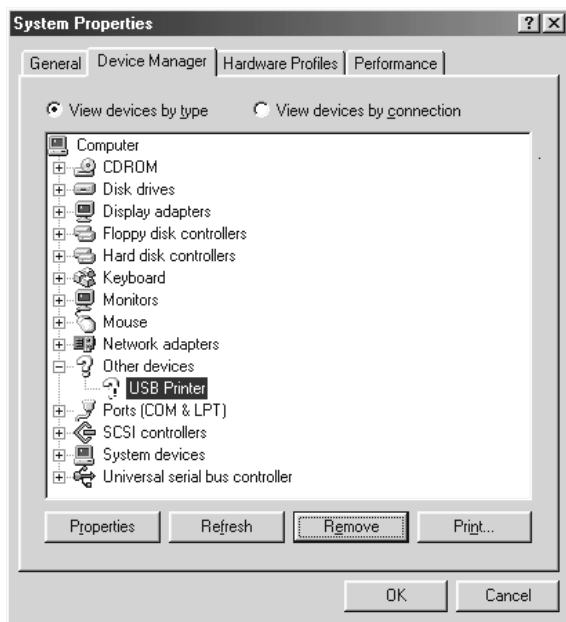 System Properties
General Device Manager Hardware Profiles Performance
View devices by type View devices by connection
Computer
CDROM
Disk drives
Display adapters
Floppy disk controllers
Hard disk controllers
Keyboard
Monitors
Mouse
Network adapters
Other devices
USB Printer
Ports (COM & LPT)
SCSI controllers
System devices
Universal serial bus controller
Properties Refresh Remove Print...
OK Cancel